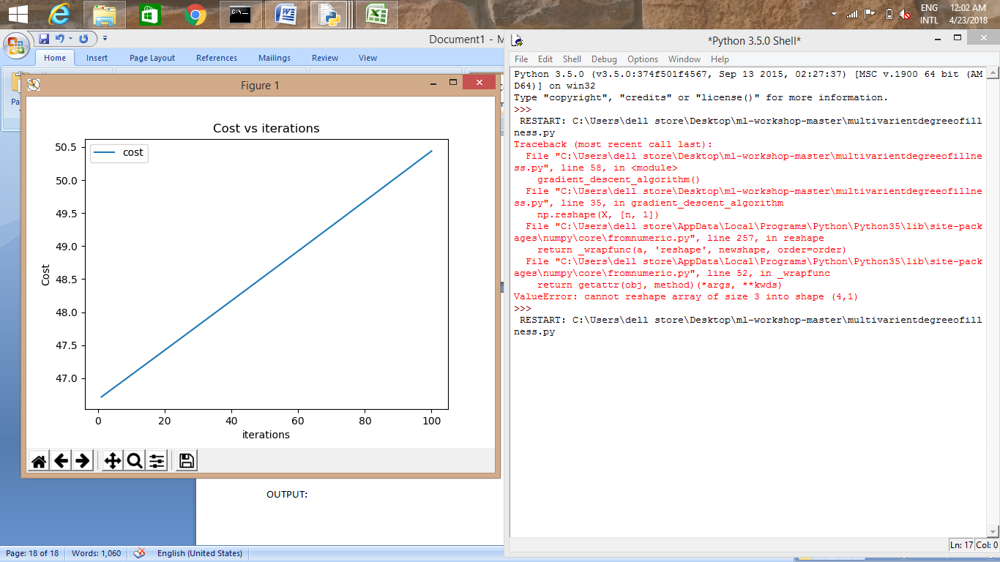 ENG
INTL
12:02 AM
4/23/2018
Document1 - M
Home
Insert
Page Layout
References
Mailings
Review
View
Pa
Figure 1
Cost vs iterations
cost
50.5
50.0
49.5
49.0
48.5
48.0
47.5
47.0
Cost
0
20
40
60
80
100
iterations
OUTPUT:
Page: 18 of 18
Words: 1,060
English (United States)
*Python 3.5.0 Shell*
File Edit Shell Debug Options Window Help
Python 3.5.0 (v3.5.0:374f501f4567, Sep 13 2015, 02:27:37) [MSC v.1900 64 bit (AM
D64)] on win32
Type "copyright", "credits" or "license()" for more information.
>>>
RESTART: C:\Users\dell store\Desktop\ml-workshop-master\multivarientdegreeofill
ness.py
Traceback (most recent call last):
File "C:\Users\dell store\Desktop\ml-workshop-master\multivarientdegreeofillne
ss.py", line 58, in <module>
gradient_descent_algorithm()
File "C:\Users\dell store\Desktop\ml-workshop-master\multivarientdegreeofillne
ss.py", line 35, in gradient_descent_algorithm
np.reshape(X, [n, 1])
File "C:\Users\dell store\AppData\Local\Programs\Python\Python35\lib\site-pack
ages\numpy\core\fromnumeric.py", line 257, in reshape
return _wrapfunc(a, 'reshape', newshape, order=order)
File "C:\Users\dell store\AppData\Local\Programs\Python\Python35\lib\site-pack
ages\numpy\core\fromnumeric.py", line 52, in _wrapfunc
return getattr(obj, method)(*args, **kwds)
ValueError: cannot reshape array of size 3 into shape (4,1)
>>>
RESTART: C:\Users\dell store\Desktop\ml-workshop-master\multivarientdegreeofill
ness.py
Ln: 17 Col: 0